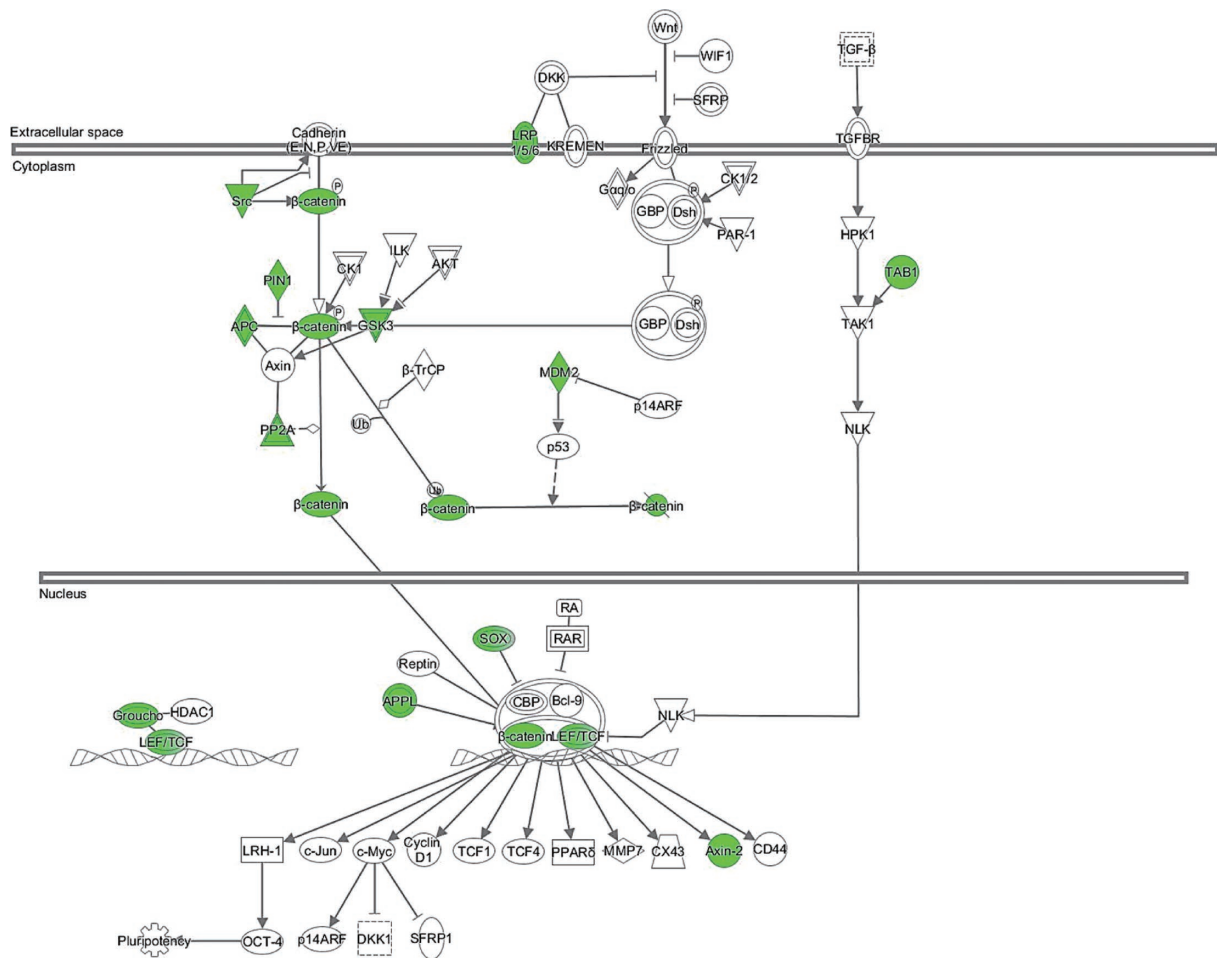 Wnt
WIF1
TGF-β
DKK
SFRP
Extracellular space
Cadherin
(E,N,P,VE)
LRP
1/5/6
KREMEN
Frizzled
TGFBR
Cytoplasm
Src
P
β-catenin
Gαq/o
P
CK1/2
GBP
Dsh
PAR-1
HPK1
ILK
CK1
AKT
TAB1
PIN1
P
APC
β-catenin
GSK3
P
GBP
Dsh
TAK1
Axin
β-TrCP
MDM2
p14ARF
Ub
PP2A
p53
NLK
β-catenin
Ub
β-catenin
β-catenin
Nucleus
RA
SOX
RAR
Reptin
APPL
CBP
Bcl-9
NLK
Groucho
HDAC1
LEF/TCF
β-catenin
LEF/TCF
LRH-1
c-Jun
c-Myc
Cyclin
D1
TCF1
TCF4
PPARδ
MMP7
CX43
Axin-2
CD44
Pluripotency
OCT-4
p14ARF
DKK1
SFRP1